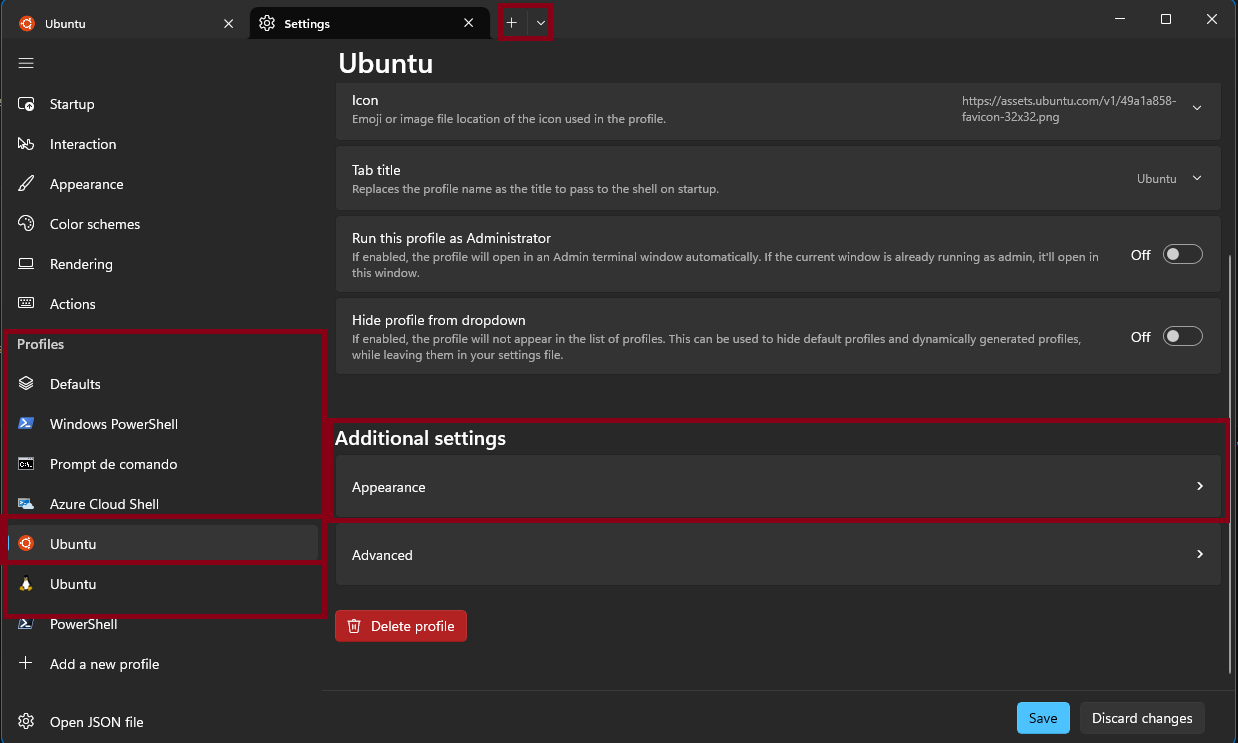 Ubuntu
Settings
Ubuntu
Startup
Interaction
Appearance
Color schemes
Rendering
Actions
Profiles
Defaults
Windows PowerShell
Prompt de comando
Azure Cloud Shell
Ubuntu
Ubuntu
PowerShell
Add a new profile
Open JSON file
Icon
Emoji or image file location of the icon used in the profile.
https://assets.ubuntu.com/v1/49a1a858-
favicon-32x32.png
Tab title
Replaces the profile name as the title to pass to the shell on startup.
Ubuntu
Run this profile as Administrator
If enabled, the profile will open in an Admin terminal window automatically. If the current window is already running as admin, it'll open in
this window.
Off
Hide profile from dropdown
If enabled, the profile will not appear in the list of profiles. This can be used to hide default profiles and dynamically generated profiles,
while leaving them in your settings file.
Off
Additional settings
Appearance
Advanced
Delete profile
Save
Discard changes